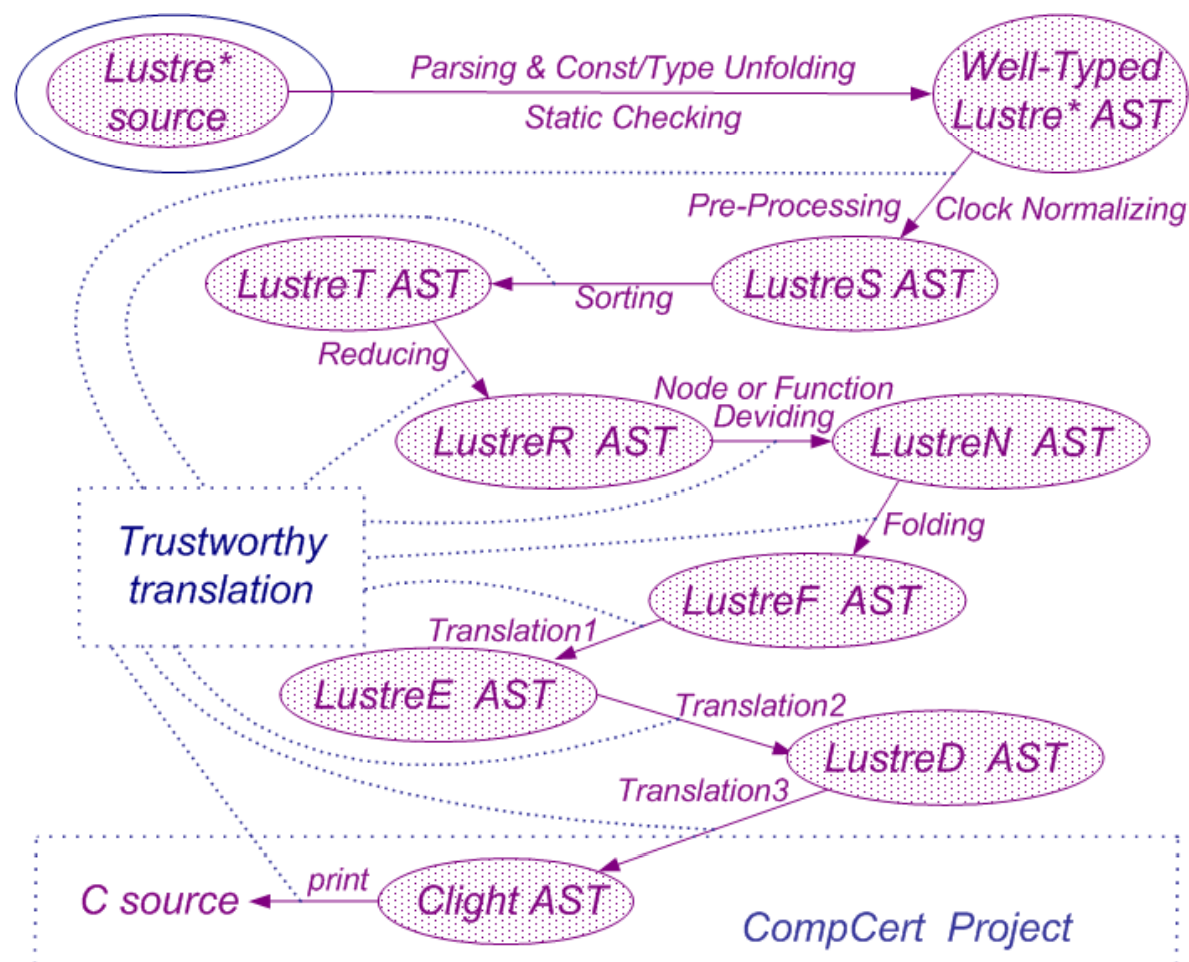 Lustre*
source
Parsing & Const/Type Unfolding
Static Checking
Well-Typed
Lustre* AST
Pre-Processing
Clock Normalizing
LustreT AST
Sorting
LustreS AST
Reducing
LustreR AST
Node or Function
Deviding
LustreN AST
Trustworthy
translation
Folding
LustreF AST
Translation1
LustreE AST
Translation2
LustreD AST
Translation3
C source
print
Clight AST
CompCert Project